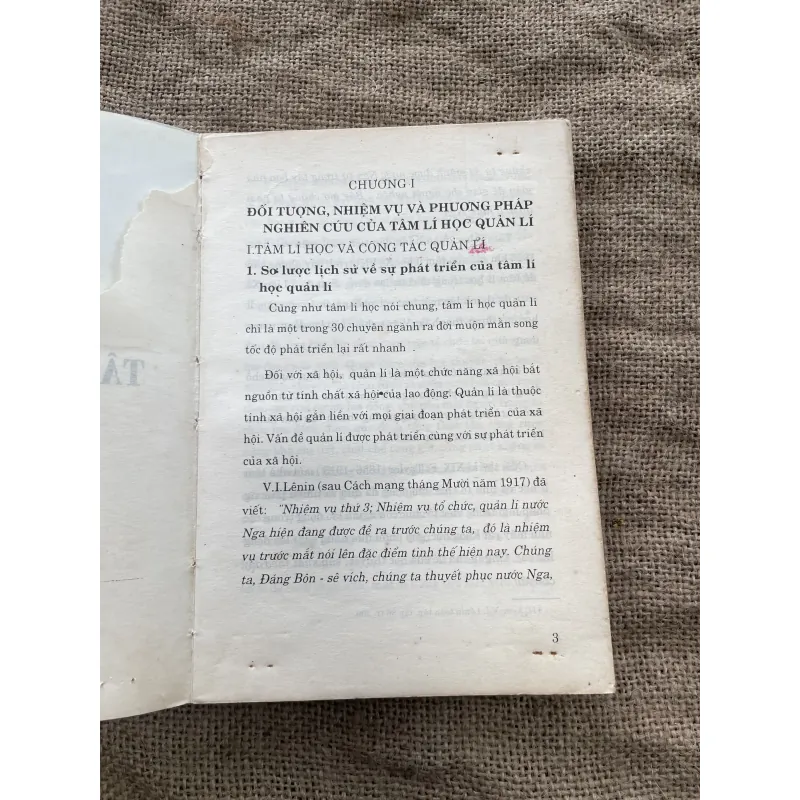 CHƯƠNG I
ĐỐI TƯỢNG, NHIỆM VỤ VÀ PHƯƠNG PHÁP
NGHIÊN CỨU CỦA TÂM LÍ HỌC QUẢN LÍ
I.TÂM LÍ HỌC VÀ CÔNG TÁC QUẢN LÍ
1. Sơ lược lịch sử về sự phát triển của tâm lí
học quản lí
Cũng như tâm lí học nói chung, tâm lí học quản lí
chỉ là một trong 30 chuyên ngành ra đời muộn mằn song
tốc độ phát triển lại rất nhanh .
Đối với xã hội, quản lí là một chức năng xã hội bắt
nguồn từ tính chất xã hội của lao động. Quản lí là thuộc
tính xã hội gắn liền với mọi giai đoạn phát triển của xã
hội. Vấn đề quản lí được phát triển cùng với sự phát triển
của xã hội.
V.I.Lênin (sau Cách mạng tháng Mười năm 1917) đã
viết: "Nhiệm vụ thứ 3; Nhiệm vụ tổ chức, quản lí nước
Nga hiện đang được đề ra trước chúng ta, đó là nhiệm
vụ trước mắt nói lên đặc điểm tình thế hiện nay. Chúng
ta, Đảng Bôn - sê vích, chúng ta thuyết phục nước Nga,
3
TÂ